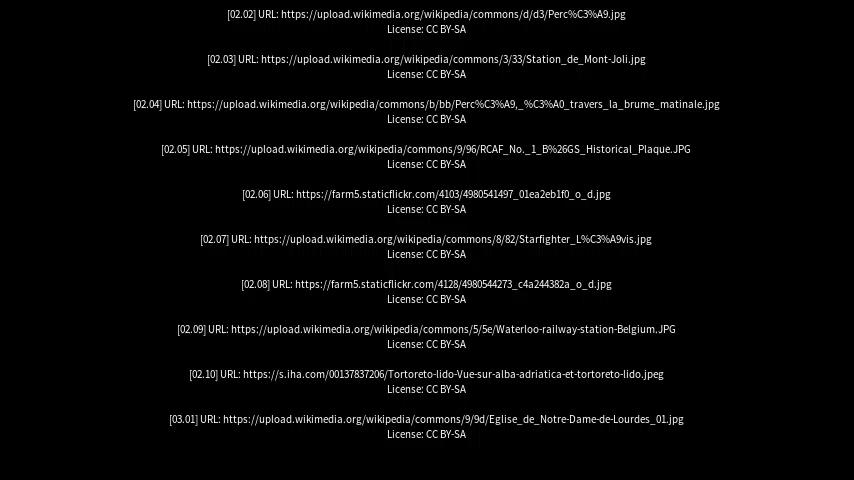 [02.02] URL: https://upload.wikimedia.org/wikipedia/commons/d/d3/Perc%C3%A9.jpg
License: CC BY-SA
[02.03] URL: https://upload.wikimedia.org/wikipedia/commons/3/33/Station_de_Mont-Joli.jpg
License: CC BY-SA
[02.04] URL: https://upload.wikimedia.org/wikipedia/commons/b/bb/Perc%C3%A9,_%C3%A0_travers_la_brume_matinale.jpg
License: CC BY-SA
[02.05] URL: https://upload.wikimedia.org/wikipedia/commons/9/96/RCAF_No._1_B%26GS_Historical_Plaque.JPG
License: CC BY-SA
[02.06] URL: https://farm5.staticflickr.com/4103/4980541497_01ea2eb1f0_o_d.jpg
License: CC BY-SA
[02.07] URL: https://upload.wikimedia.org/wikipedia/commons/8/82/Starfighter_L%C3%A9vis.jpg
License: CC BY-SA
[02.08] URL: https://farm5.staticflickr.com/4128/4980544273_c4a244382a_o_d.jpg
License: CC BY-SA
[02.09] URL: https://upload.wikimedia.org/wikipedia/commons/5/5e/Waterloo-railway-station-Belgium.JPG
License: CC BY-SA
[02.10] URL: https://s.iha.com/00137837206/Tortoreto-lido-Vue-sur-alba-adriatica-et-tortoreto-lido.jpeg
License: CC BY-SA
[03.01] URL: https://upload.wikimedia.org/wikipedia/commons/9/9d/Eglise_de_Notre-Dame-de-Lourdes_01.jpg
License: CC BY-SA